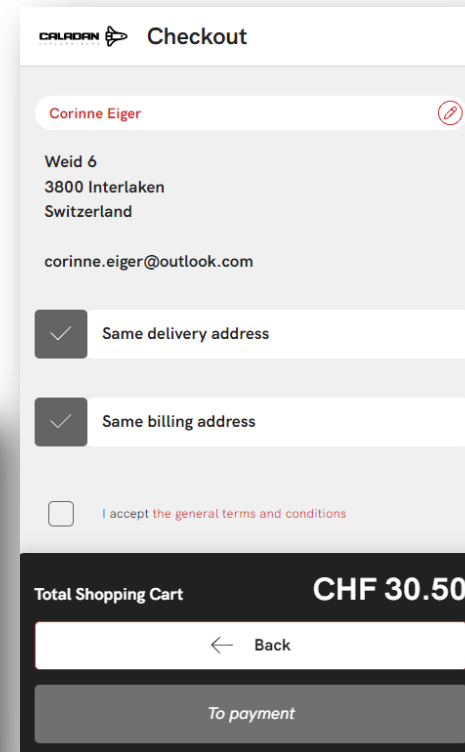 CALADAN
Checkout
Corinne Eiger
Weid 6
3800 Interlaken
Switzerland
corinne.eiger@outlook.com
Same delivery address
Same billing address
I accept the general terms and conditions
Total Shopping Cart CHF 30.50
Back
To payment